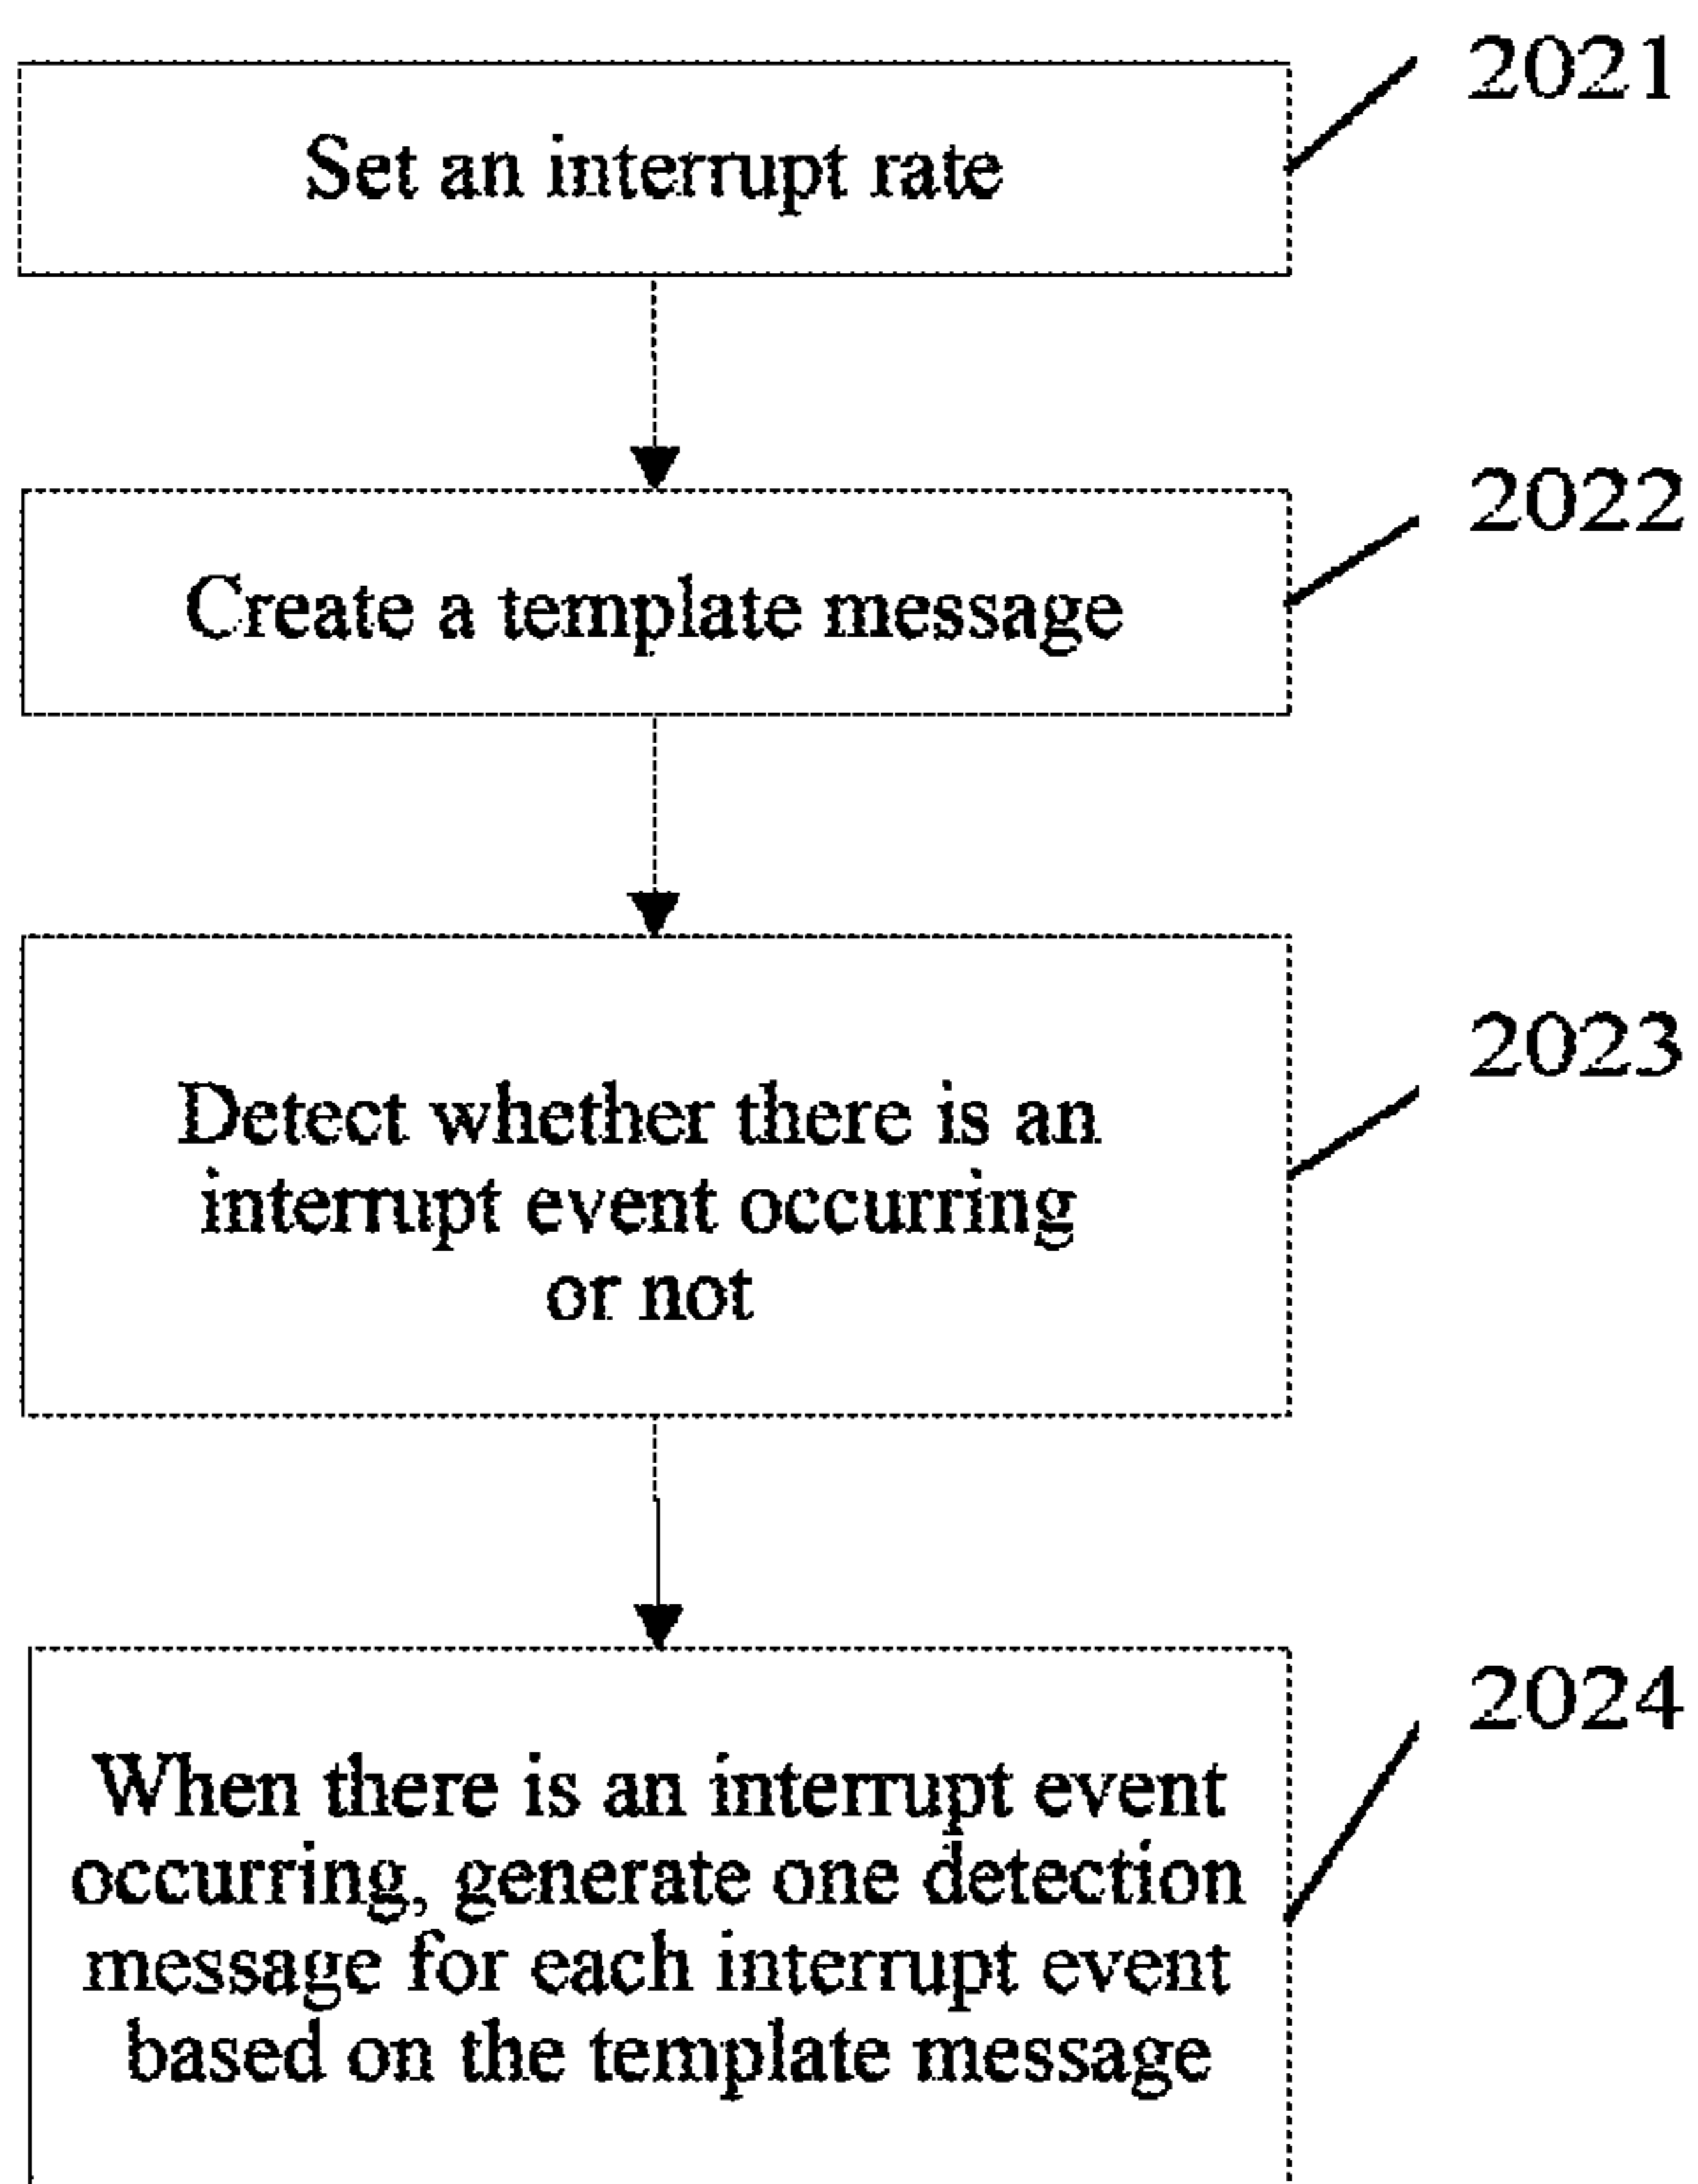 2021
Set an interrupt rate
2022
Create a template message
2023
Detect whether there is an
interrupt event occurring
or not
2024
When there is an interrupt event
occurring, generate one detection
message for each interrupt event
based on the template message